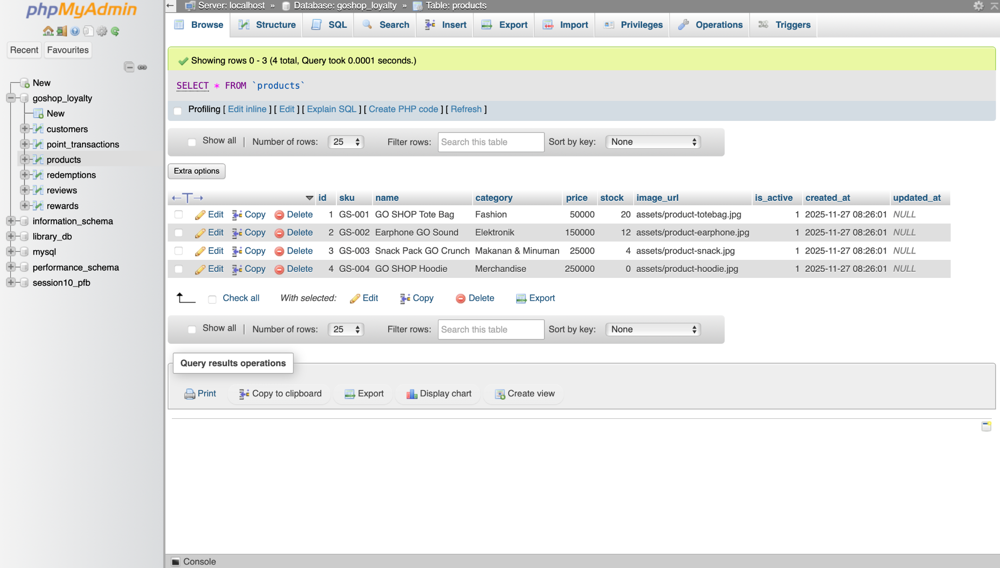 phpMyAdmin
Recent Favourites
New
goshop_loyalty
New
customers
point_transactions
products
redemptions
reviews
rewards
information_schema
library_db
mysql
performance_schema
session10_pfb
Server: localhost » Database: goshop_loyalty » Table: products
Browse Structure SQL Search Insert Export Import Privileges Operations Triggers
Showing rows 0 - 3 (4 total, Query took 0.0001 seconds.)
SELECT * FROM `products`
Profiling [ Edit inline ] [ Edit ] [ Explain SQL ] [ Create PHP code ] [ Refresh ]
Show all | Number of rows: 25 Filter rows: Search this table Sort by key: None
Extra options
←T→ id sku name category price stock image_url is_active created_at updated_at
Edit Copy Delete 1 GS-001 GO SHOP Tote Bag Fashion 50000 20 assets/product-totebag.jpg 1 2025-11-27 08:26:01 NULL
Edit Copy Delete 2 GS-002 Earphone GO Sound Elektronik 150000 12 assets/product-earphone.jpg 1 2025-11-27 08:26:01 NULL
Edit Copy Delete 3 GS-003 Snack Pack GO Crunch Makanan & Minuman 25000 4 assets/product-snack.jpg 1 2025-11-27 08:26:01 NULL
Edit Copy Delete 4 GS-004 GO SHOP Hoodie Merchandise 250000 0 assets/product-hoodie.jpg 1 2025-11-27 08:26:01 NULL
Check all With selected: Edit Copy Delete Export
Show all | Number of rows: 25 Filter rows: Search this table Sort by key: None
Query results operations
Print Copy to clipboard Export Display chart Create view
Console